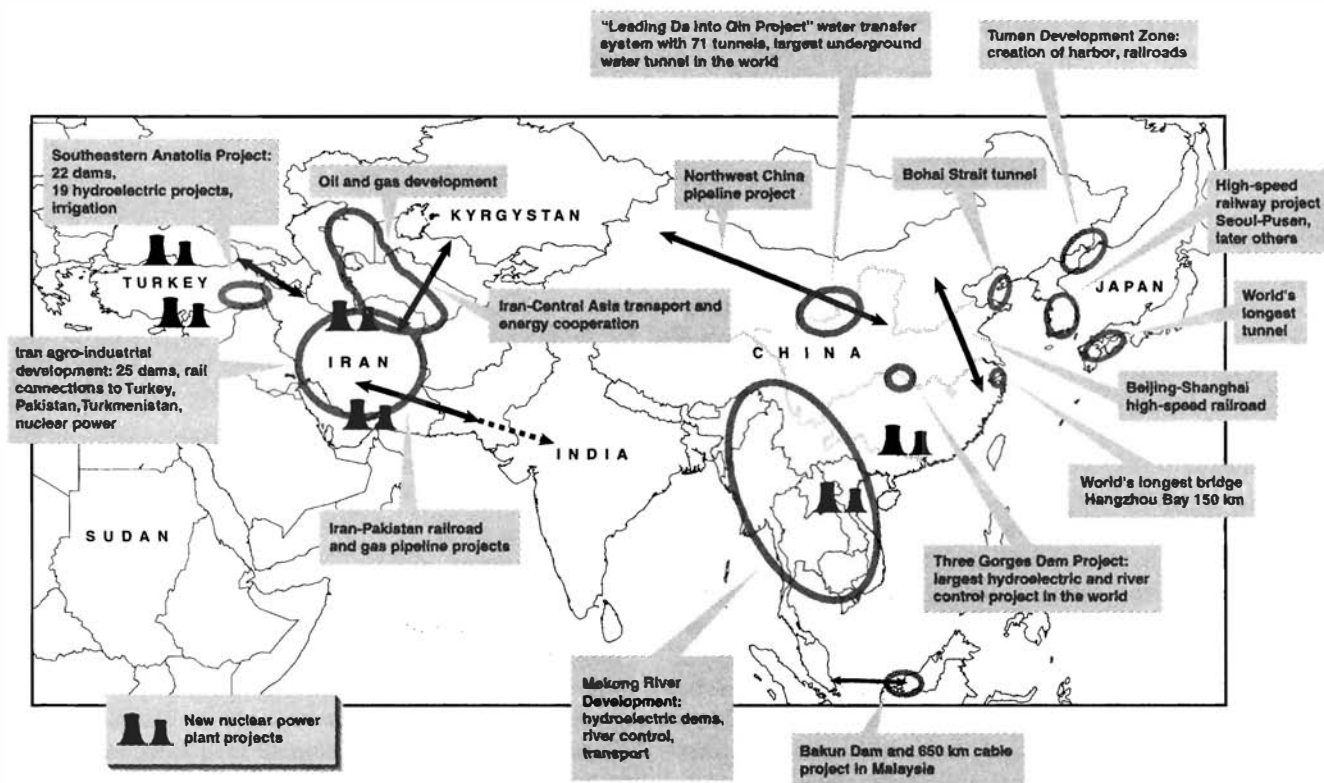 "Leading Da into Qin Project" water transfer
system with 71 tunnels, largest underground
water tunnel in the world
Tumen Development Zone:
creation of harbor, railroads
Southeastern Anatolia Project:
22 dams,
19 hydroelectric projects,
irrigation
Oil and gas development
Northwest China
pipeline project
Bohai Strait tunnel
High-speed
railway project
Seoul-Pusan,
later others
KYRGYSTAN
TURKEY
JAPAN
Iran-Central Asia transport and
energy cooperation
World's
longest
tunnel
Iran agro-industrial
development: 25 dams, rail
connections to Turkey,
Pakistan, Turkmenistan,
nuclear power
IRAN
CHINA
Beijing-Shanghai
high-speed railroad
INDIA
World's longest bridge
Hangzhou Bay 150 km
SUDAN
Iran-Pakistan railroad
and gas pipeline projects
Three Gorges Dam Project:
largest hydroelectric and river
control project in the world
Mekong River
Development:
hydroelectric dams,
river control,
transport
New nuclear power
plant projects
Bakun Dam and 650 km cable
project in Malaysia